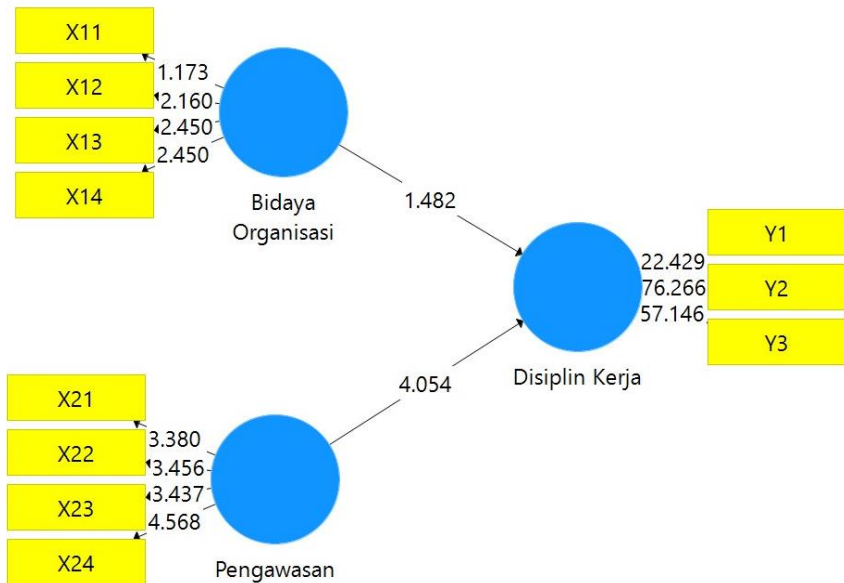 X11
X12
X13
X14
1.173
2.160
2.450
2.450
Bidaya
Organisasi
1.482
Y1
Y2
Y3
22.429
76.266
57.146
Disiplin Kerja
4.054
X21
X22
X23
X24
3.380
3.456
3.437
4.568
Pengawasan